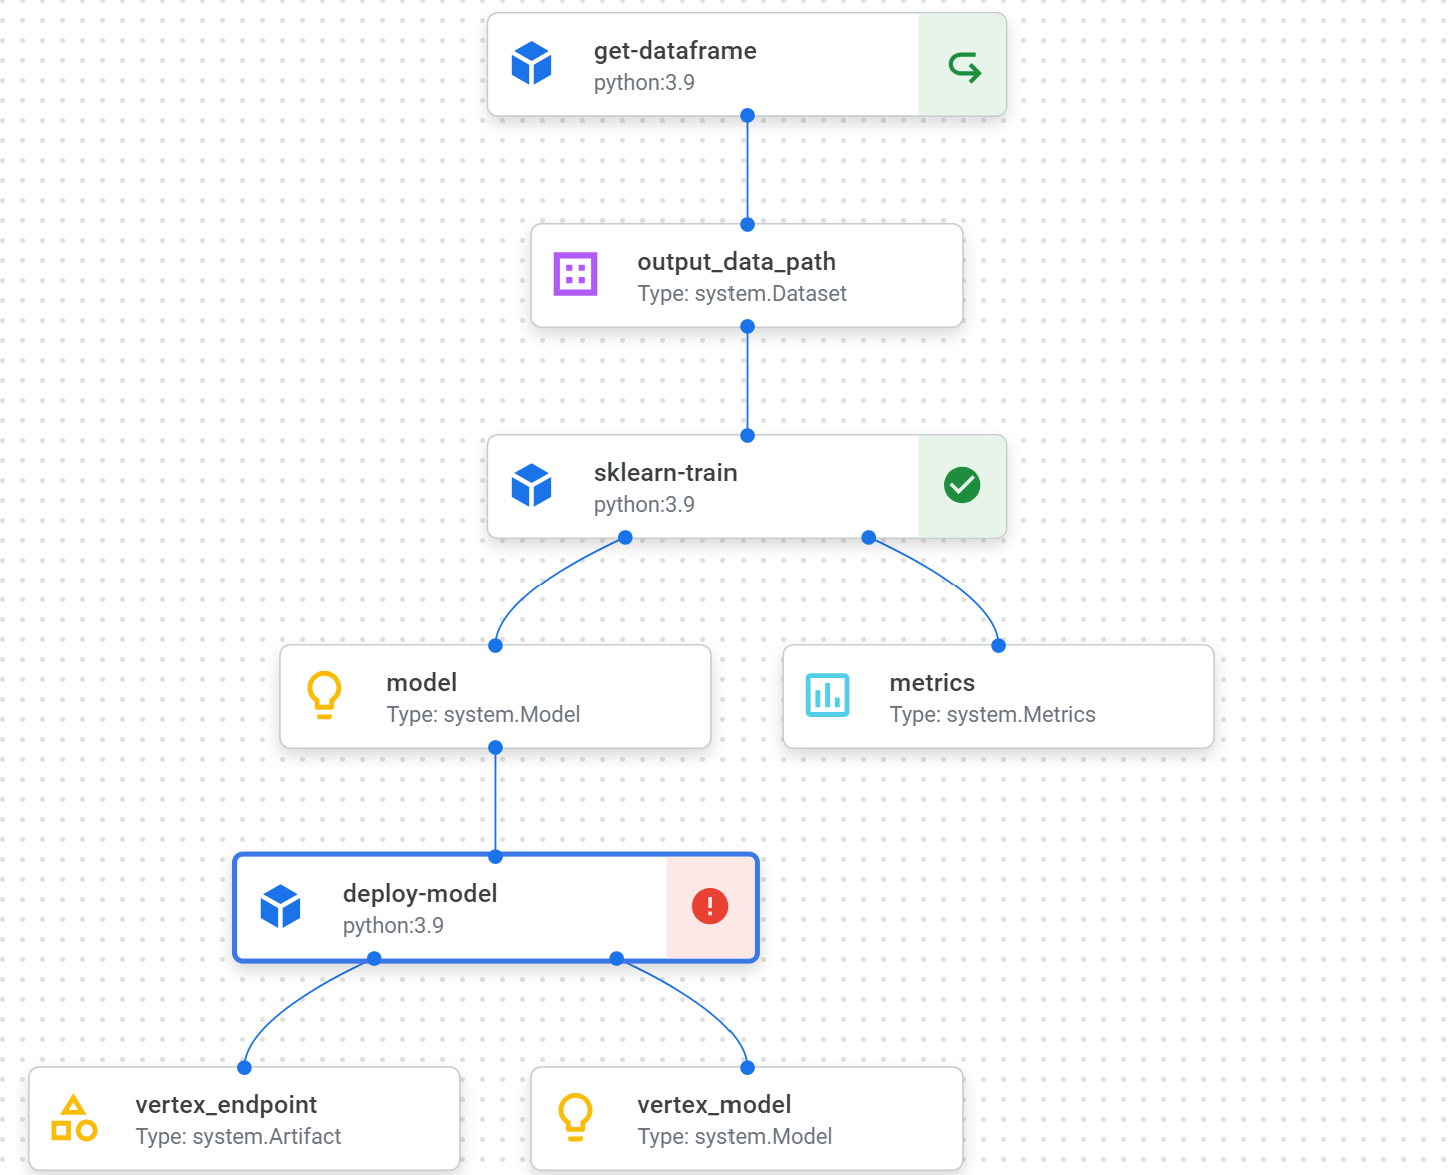 get-dataframe
python:3.9
output_data_path
Type: system.Dataset
sklearn-train
python:3.9
model
Type: system.Model
metrics
Type: system.Metrics
deploy-model
python:3.9
vertex_endpoint
Type: system.Artifact
vertex_model
Type: system.Model